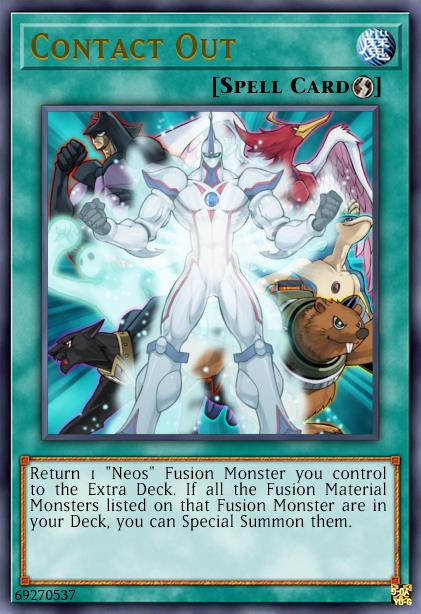 Contact Out
魔
[Spell Card]
Return 1 "Neos" Fusion Monster you control
to the Extra Deck. If all the Fusion Material
Monsters listed on that Fusion Monster are in
your Deck, you can Special Summon them.
69270537